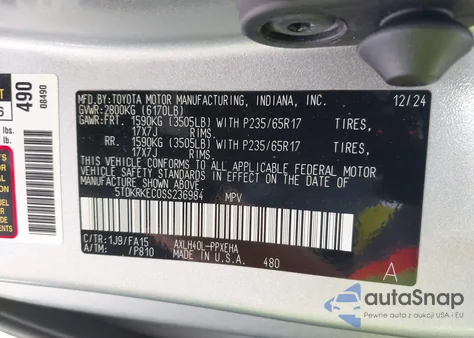 MFD.BY:TOYOTA MOTOR MANUFACTURING, INDIANA, INC. 12/24
GVWR:2800KG (6170LB)
GAWR:FRT. 1590KG (3505LB) WITH P235/65R17 TIRES,
17X7J RIMS
RR. 1590KG (3505LB) WITH P235/65R17 TIRES,
17X7J RIMS
THIS VEHICLE CONFORMS TO ALL APPLICABLE FEDERAL MOTOR
VEHICLE SAFETY STANDARDS IN EFFECT ON THE DATE OF
MANUFACTURE SHOWN ABOVE.
5TDKRKEC0SS236984 MPV
C/TR:1J9/FA15 AXLH40L-PPXEHA
A/TM: /P810 MADE IN U.S.A. 480
A
490
08490
lbs.
lb.
autoSnap
Pewne auta z aukcji USA i EU